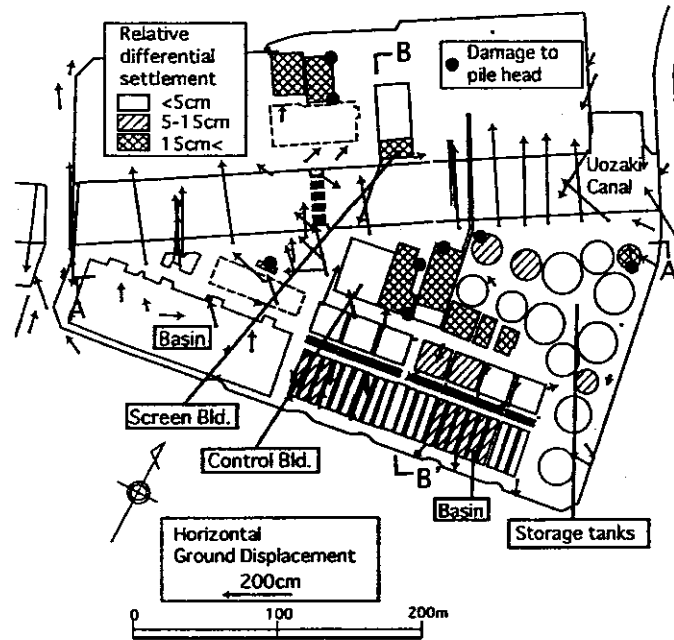 Relative
differential
settlement
<5cm
5-15cm
15cm<
B
Damage to
pile head
Uozaki
Canal
A
A'
Basin
Screen Bld.
Control Bld.
B'
Basin
Storage tanks
Horizontal
Ground Displacement
200cm
0
100
200m